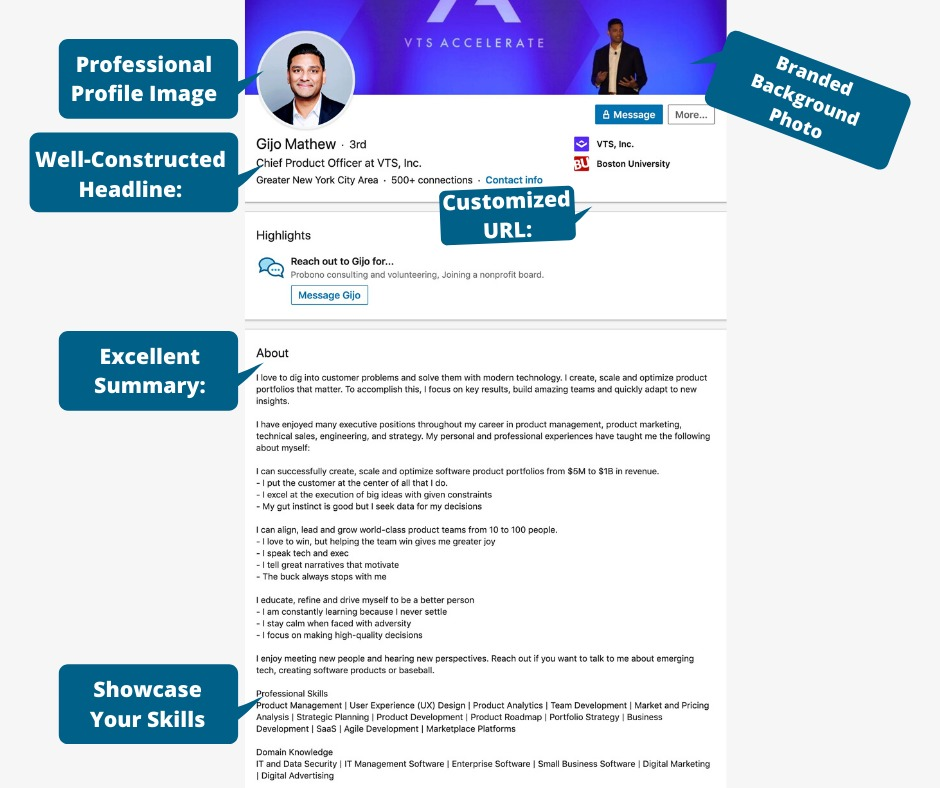 VTS ACCELERATE
Professional
Profile Image
Branded
Background
Photo
Message
More...
Gijo Mathew · 3rd
VTS, Inc.
Well-Constructed
Headline:
Chief Product Officer at VTS, Inc.
BU
Boston University
Greater New York City Area · 500+ connections · Contact info
Customized
URL:
Highlights
Reach out to Gijo for...
Probono consulting and volunteering, Joining a nonprofit board.
Message Gijo
Excellent
Summary:
About
I love to dig into customer problems and solve them with modern technology. I create, scale and optimize product
portfolios that matter. To accomplish this, I focus on key results, build amazing teams and quickly adapt to new
insights.
I have enjoyed many executive positions throughout my career in product management, product marketing,
technical sales, engineering, and strategy. My personal and professional experiences have taught me the following
about myself:
I can successfully create, scale and optimize software product portfolios from $5M to $1B in revenue.
- I put the customer at the center of all that I do.
- I excel at the execution of big ideas with given constraints
- My gut instinct is good but I seek data for my decisions
I can align, lead and grow world-class product teams from 10 to 100 people.
- I love to win, but helping the team win gives me greater joy
- I speak tech and exec
- I tell great narratives that motivate
- The buck always stops with me
I educate, refine and drive myself to be a better person
- I am constantly learning because I never settle
- I stay calm when faced with adversity
- I focus on making high-quality decisions
I enjoy meeting new people and hearing new perspectives. Reach out if you want to talk to me about emerging
tech, creating software products or baseball.
Showcase
Your Skills
Professional Skills
Product Management | User Experience (UX) Design | Product Analytics | Team Development | Market and Pricing
Analysis | Strategic Planning | Product Development | Product Roadmap | Portfolio Strategy | Business
Development | SaaS | Agile Development | Marketplace Platforms
Domain Knowledge
IT and Data Security | IT Management Software | Enterprise Software | Small Business Software | Digital Marketing
| Digital Advertising